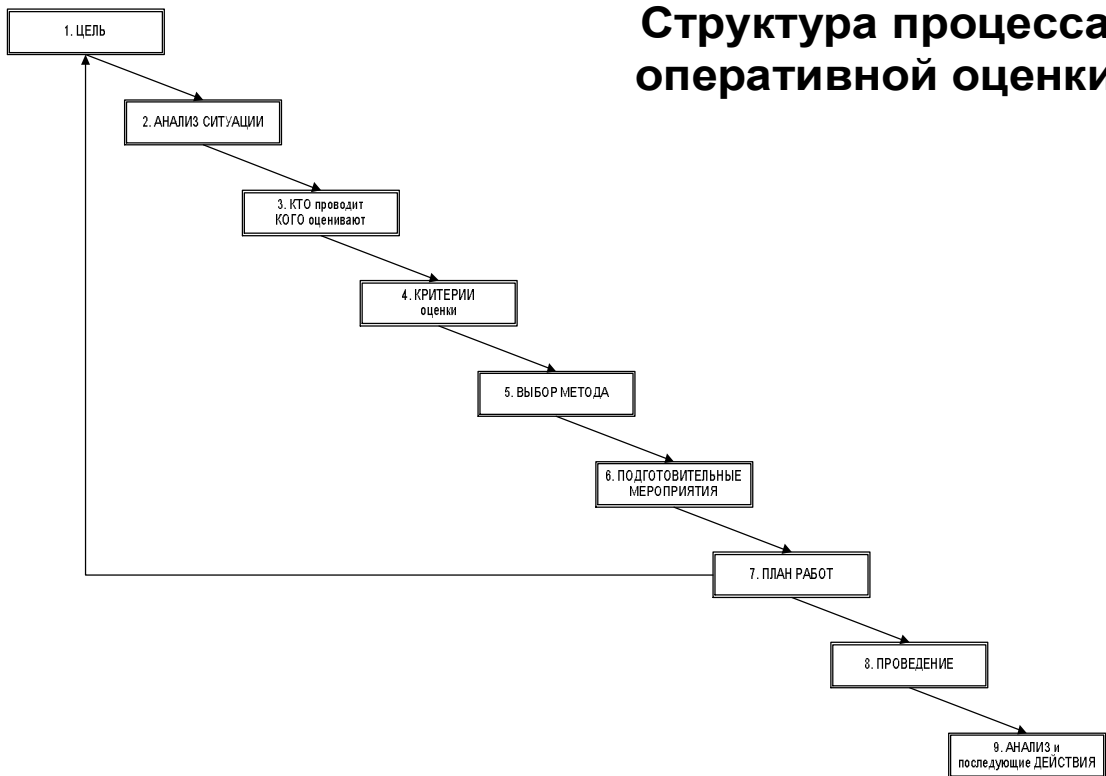 Структура процесса
оперативной оценки
1. ЦЕЛЬ
2. АНАЛИЗ СИТУАЦИИ
3. КТО проводит
КОГО оценивают
4. КРИТЕРИИ
оценки
5. ВЫБОР МЕТОДА
6. ПОДГОТОВИТЕЛЬНЫЕ
МЕРОПРИЯТИЯ
7. ПЛАН РАБОТ
8. ПРОВЕДЕНИЕ
9. АНАЛИЗ и
последующие ДЕЙСТВИЯ